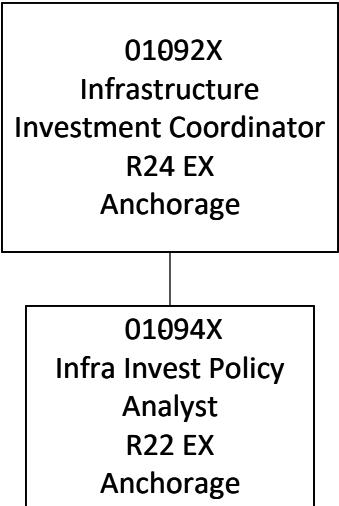 01092X
Infrastructure
Investment Coordinator
R24 EX
Anchorage
01094X
Infra Invest Policy
Analyst
R22 EX
Anchorage